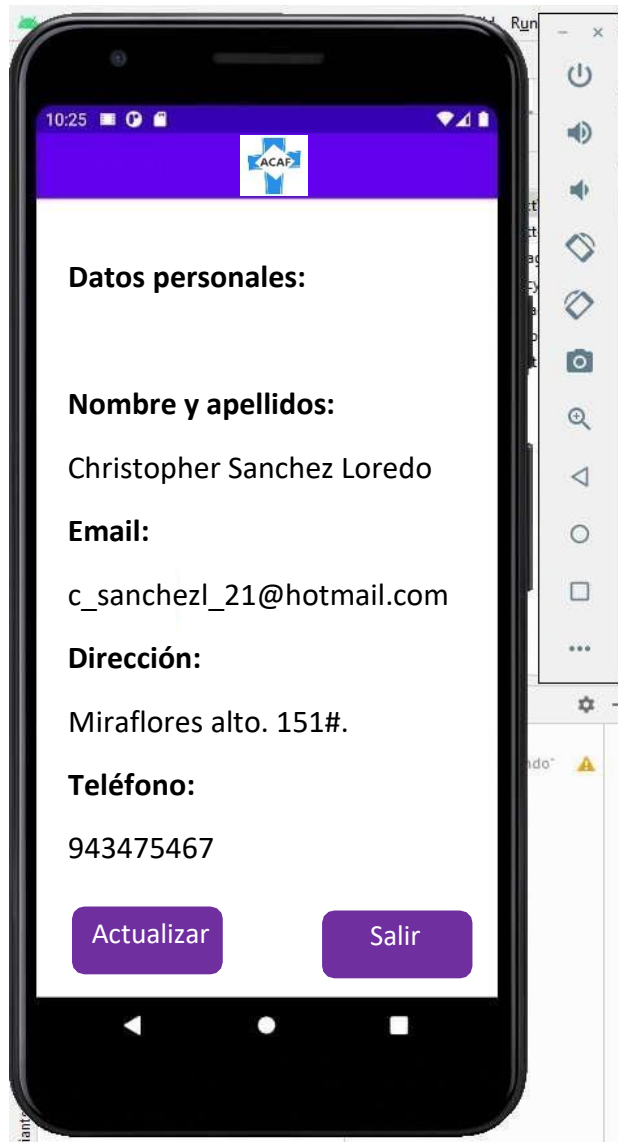 Run
10:25
ACAF
Datos personales:
Nombre y apellidos:
Christopher Sanchez Loredo
Email:
c_sanchezl_21@hotmail.com
Dirección:
Miraflores alto. 151#.
Teléfono:
943475467
Actualizar
Salir